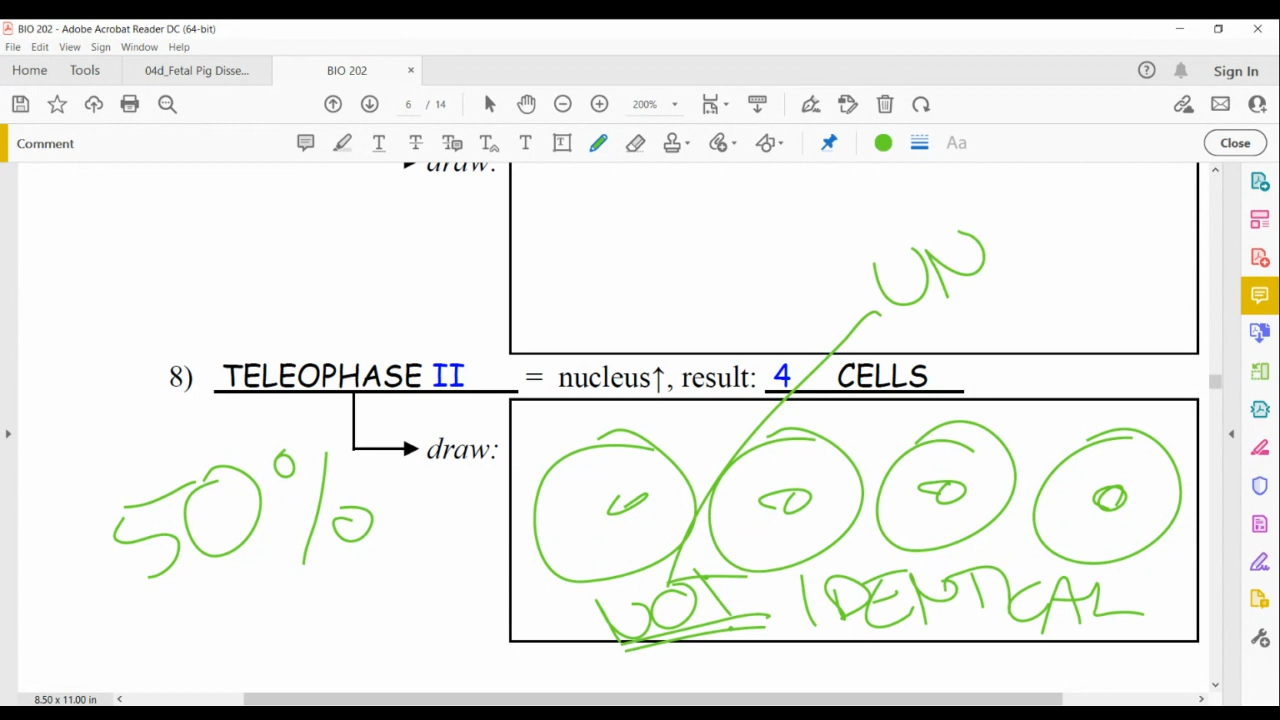 BIO 202 - Adobe Acrobat Reader DC (64-bit)
File Edit View Sign Window Help
Home Tools 04d_Fetal Pig Disse... BIO 202 × Sign In
6 / 14 200%
Comment Aa Close
draw:
UN
8) TELEOPHASE II = nucleus↑, result: 4 CELLS
draw:
50%
NOT IDENTICAL
8.50 x 11.00 in